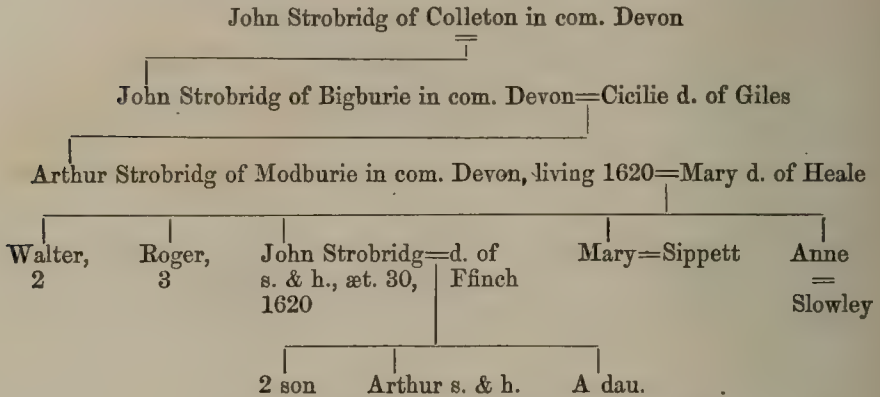 John Strobridg of Colleton in com. Devon
=
John Strobridg of Bigburie in com. Devon=Cicilie d. of Giles
Arthur Strobridg of Modburie in com. Devon, living 1620=Mary d. of Heale
Walter, Roger, John Strobridg=d. of Mary=Sippett Anne
2 3 s. & h., æt. 30, Ffinch =
1620 Slowley
2 son Arthur s. & h. A dau.